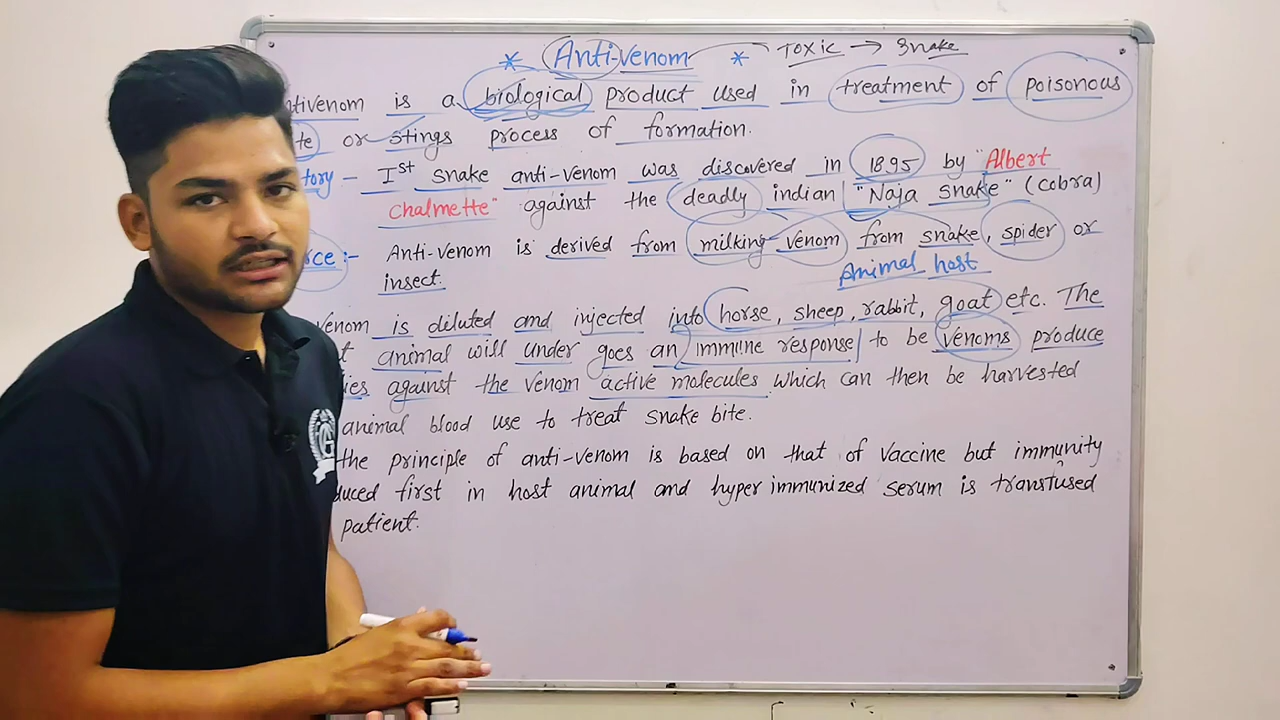 * Anti-venom * Toxic → Snake
ntivenom is a biological product used in treatment of poisonous
te or stings process of formation.
tory - Ist snake anti-venom was discovered in 1895 by "Albert
Chalmette" against the deadly indian "Naja snake" (cobra)
rce :- Anti-venom is derived from milking venom from snake, spider or
insect.
Animal host
venom is diluted and injected into horse, sheep, rabbit, goat etc. The
t animal will under goes an immune response to be venoms produce
ies against the venom active molecules which can then be harvested
animal blood use to treat snake bite.
the principle of anti-venom is based on that of vaccine but immunity
duced first in host animal and hyper immunized serum is transfused
patient.